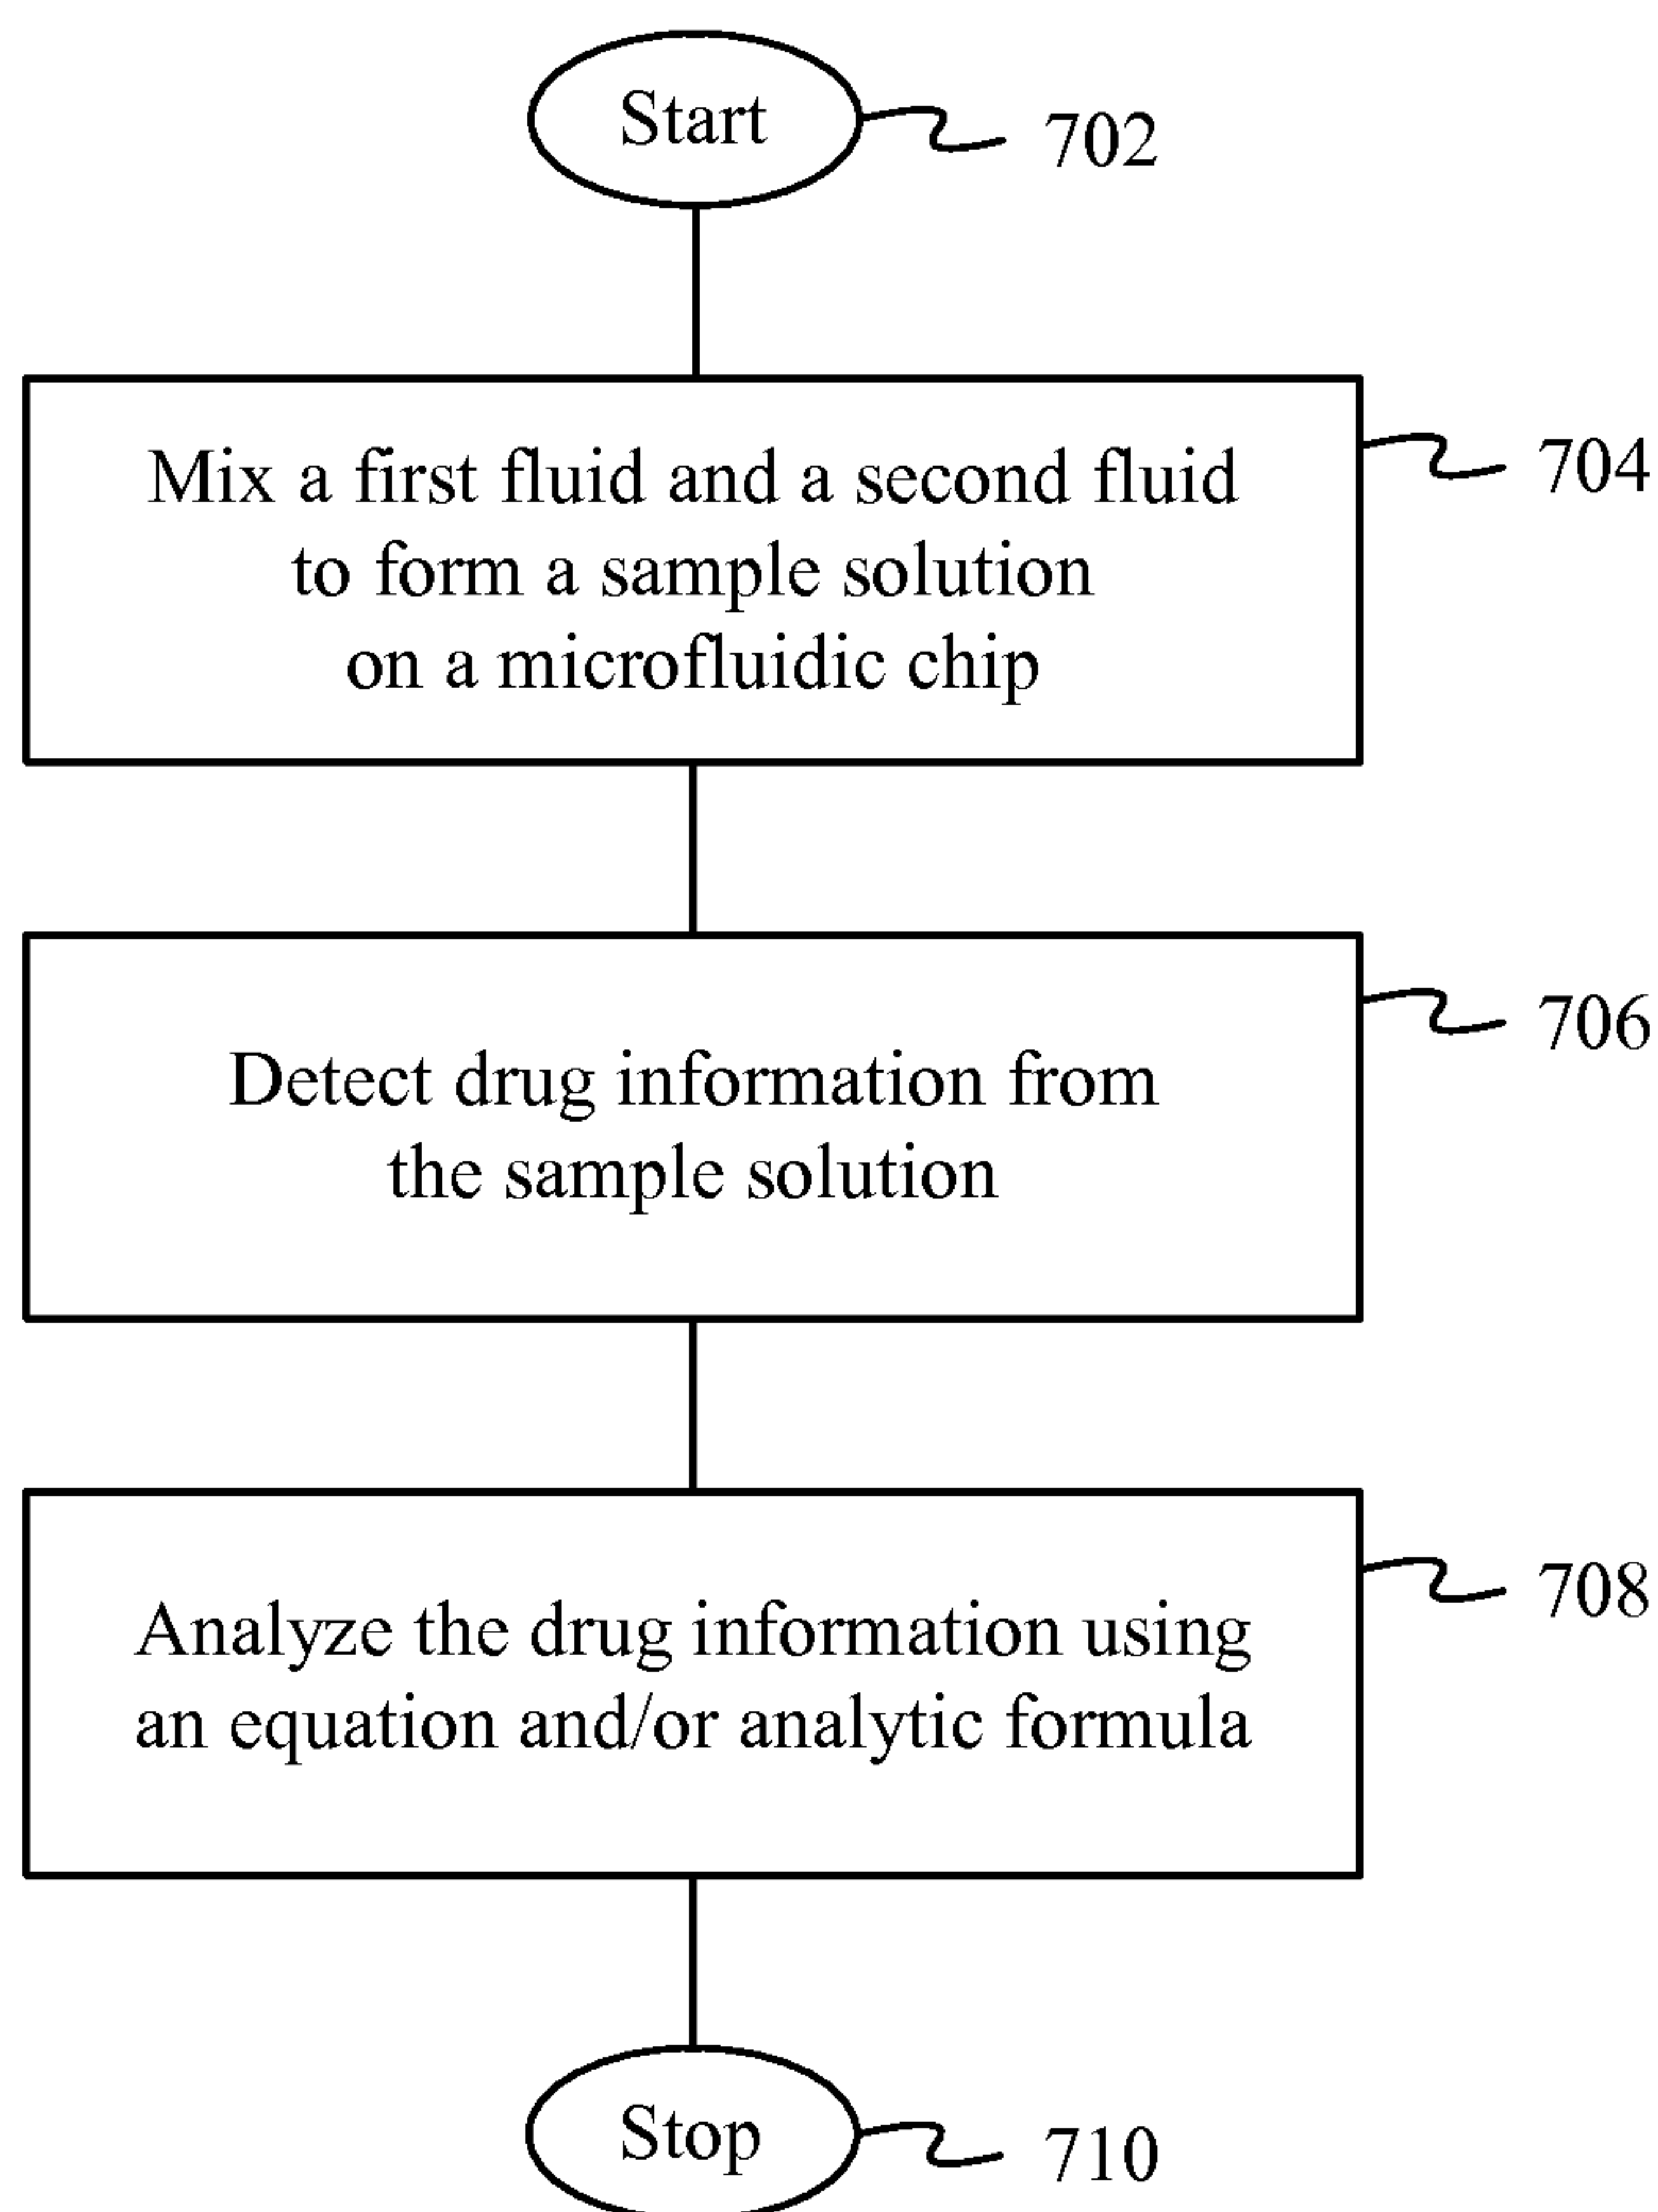 Start
702
Mix a first fluid and a second fluid
to form a sample solution
on a microfluidic chip
704
Detect drug information from
the sample solution
706
Analyze the drug information using
an equation and/or analytic formula
708
Stop
710